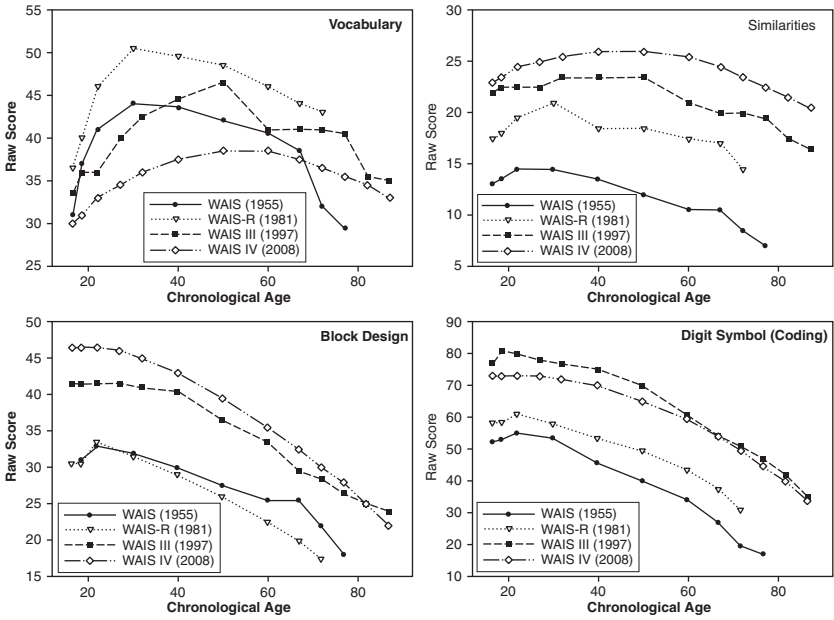 Vocabulary
55
50
45
40
35
30
25
Raw Score
WAIS (1955)
WAIS-R (1981)
WAIS III (1997)
WAIS IV (2008)
20 40 60 80
Chronological Age
Similarities
30
25
20
15
10
5
Raw Score
WAIS (1955)
WAIS-R (1981)
WAIS III (1997)
WAIS IV (2008)
20 40 60 80
Chronological Age
Block Design
50
45
40
35
30
25
20
15
Raw Score
WAIS (1955)
WAIS-R (1981)
WAIS III (1997)
WAIS IV (2008)
20 40 60 80
Chronological Age
Digit Symbol (Coding)
90
80
70
60
50
40
30
20
10
Raw Score
WAIS (1955)
WAIS-R (1981)
WAIS III (1997)
WAIS IV (2008)
20 40 60 80
Chronological Age